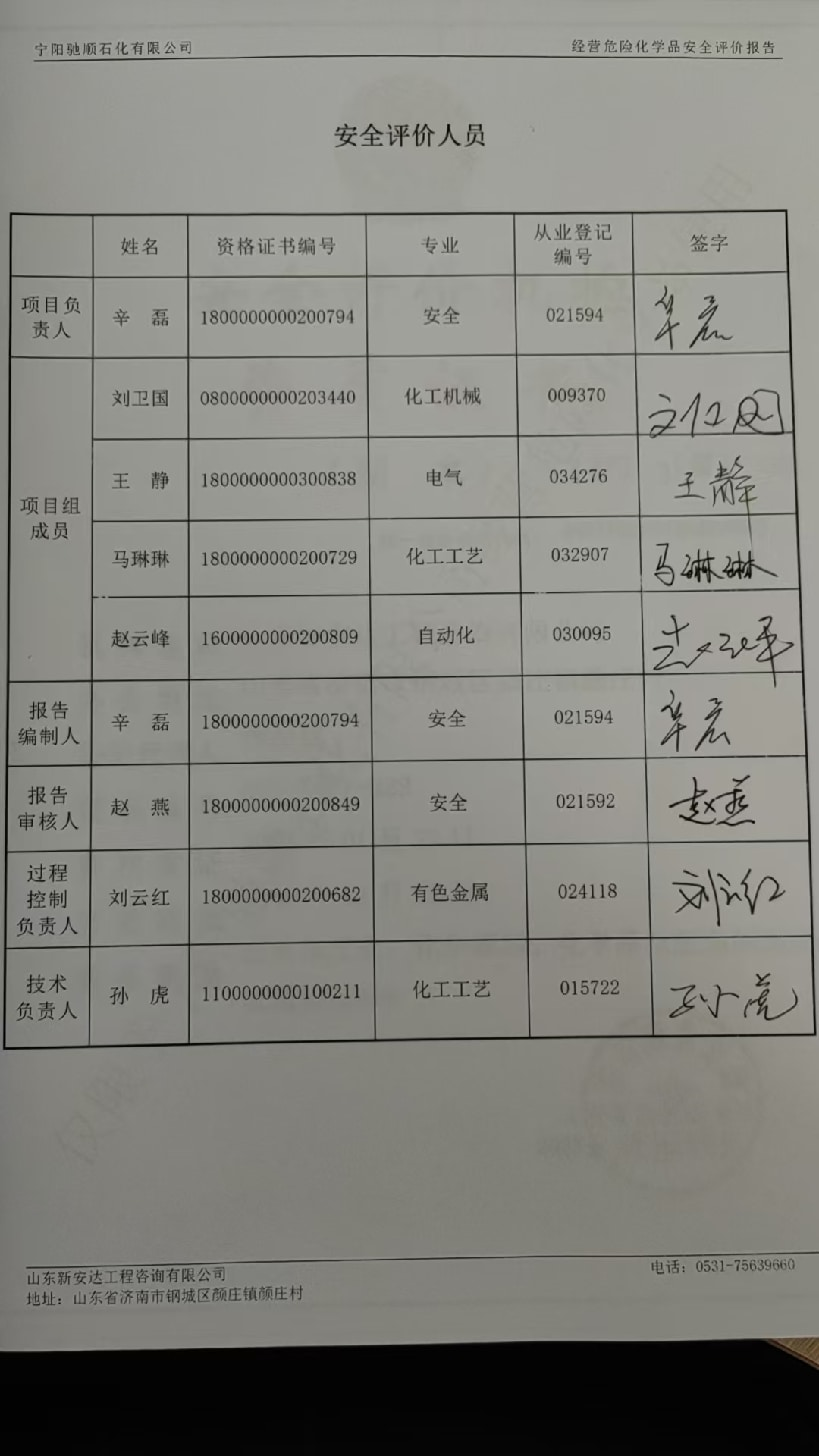 宁阳驰顺石化有限公司 经营危险化学品安全评价报告
安全评价人员
姓名 资格证书编号 专业 从业登记编号 签字
项目负责人 辛 磊 1800000000200794 安全 021594
项目组成员 刘卫国 0800000000203440 化工机械 009370
王 静 1800000000300838 电气 034276 王静
马琳琳 1800000000200729 化工工艺 032907 马琳琳
赵云峰 1600000000200809 自动化 030095
报告编制人 辛 磊 1800000000200794 安全 021594
报告审核人 赵 燕 1800000000200849 安全 021592 赵燕
过程控制负责人 刘云红 1800000000200682 有色金属 024118 刘云红
技术负责人 孙 虎 1100000000100211 化工工艺 015722 孙虎
山东新安达工程咨询有限公司 电话：0531-75639660
地址：山东省济南市钢城区颜庄镇颜庄村